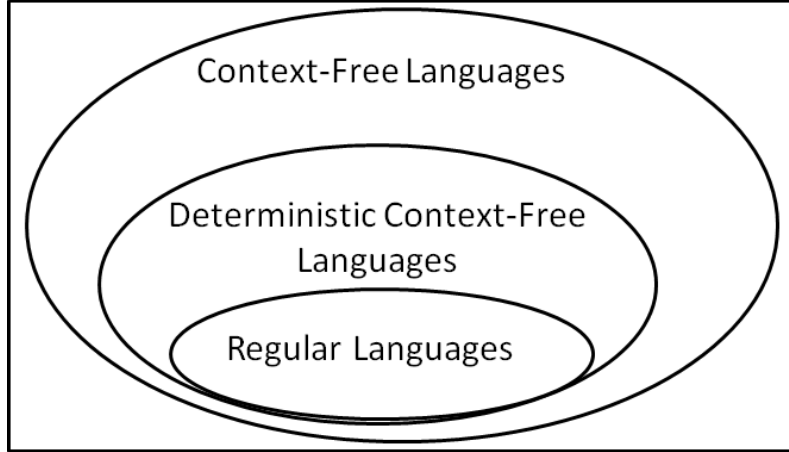 Context-Free Languages
Deterministic Context-Free
Languages
Regular Languages